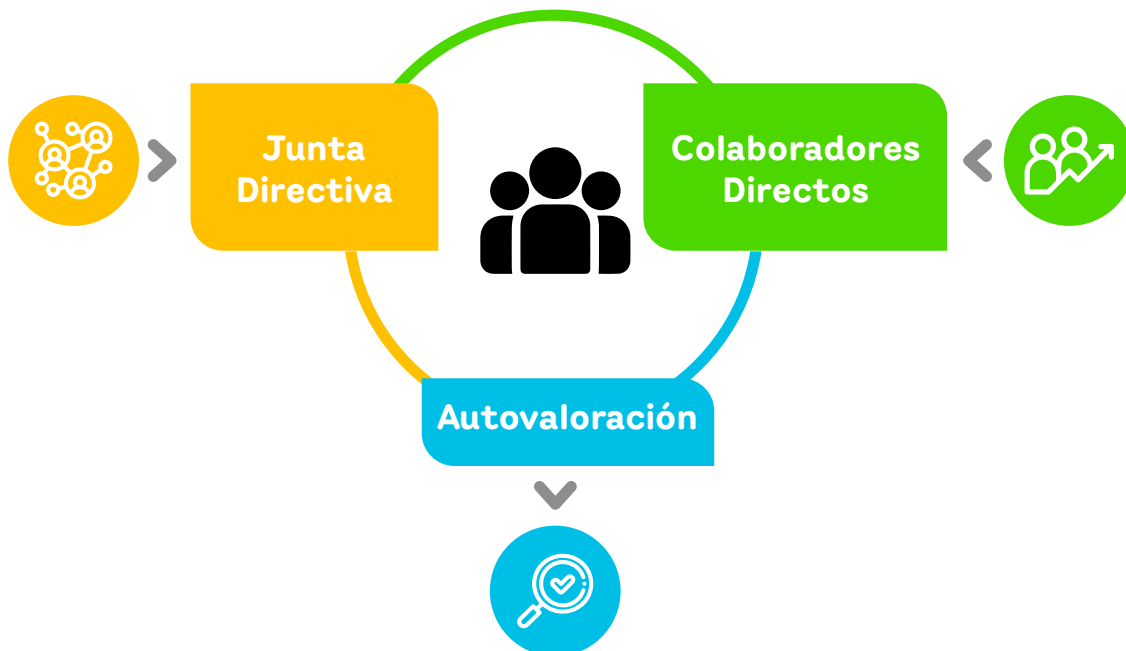 Junta
Directiva
Colaboradores
Directos
Autovaloración